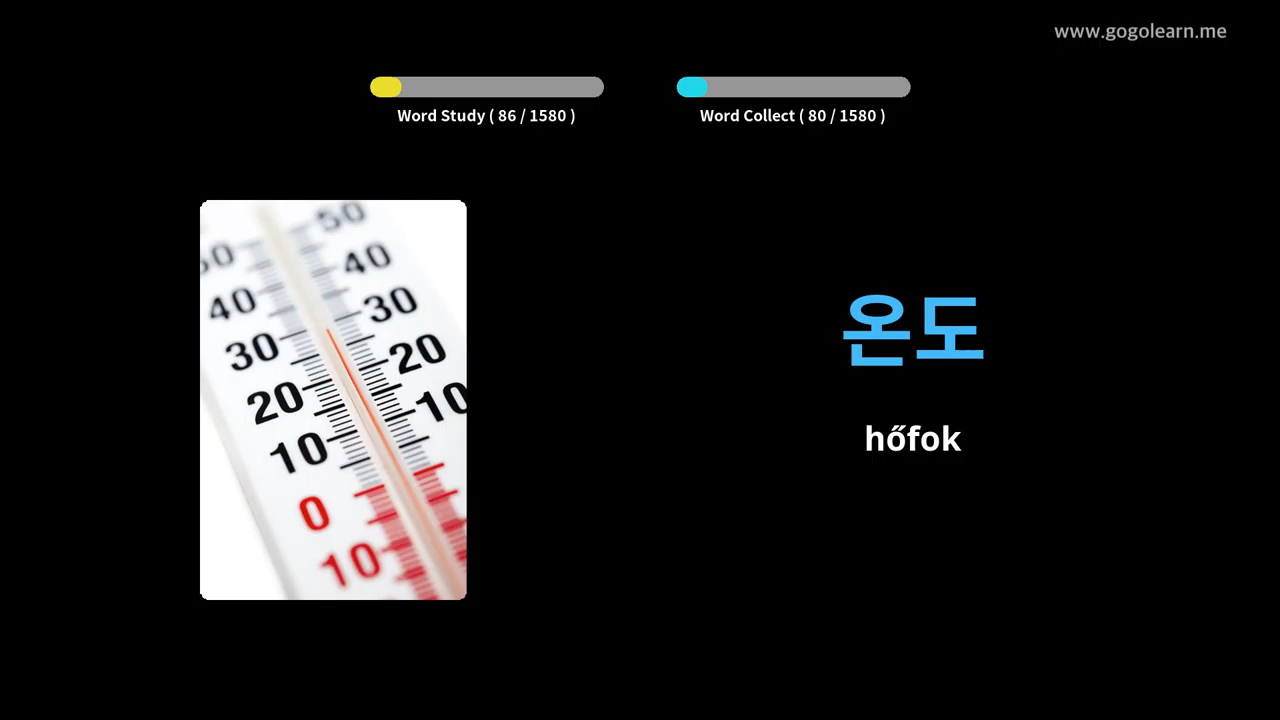 www.gogolearn.me
Word Study ( 86 / 1580 )
Word Collect ( 80 / 1580 )
50
40
30
20
10
40
30
20
10
0
10
온도
hőfok